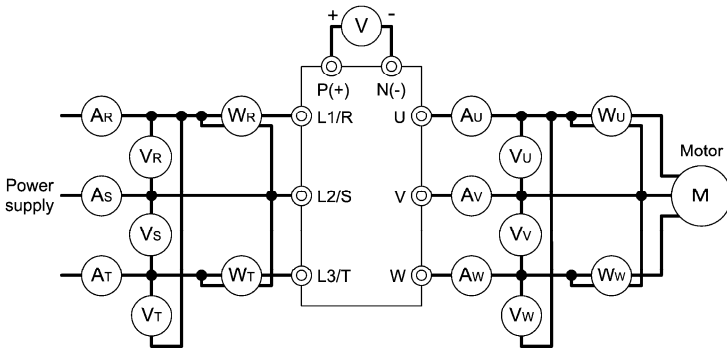 + V -
P(+) N(-)
AR WR L1/R U AU WU
VR VU Motor
Power supply AS L2/S V AV M
VS VV
AT WT L3/T W AW WW
VT VW